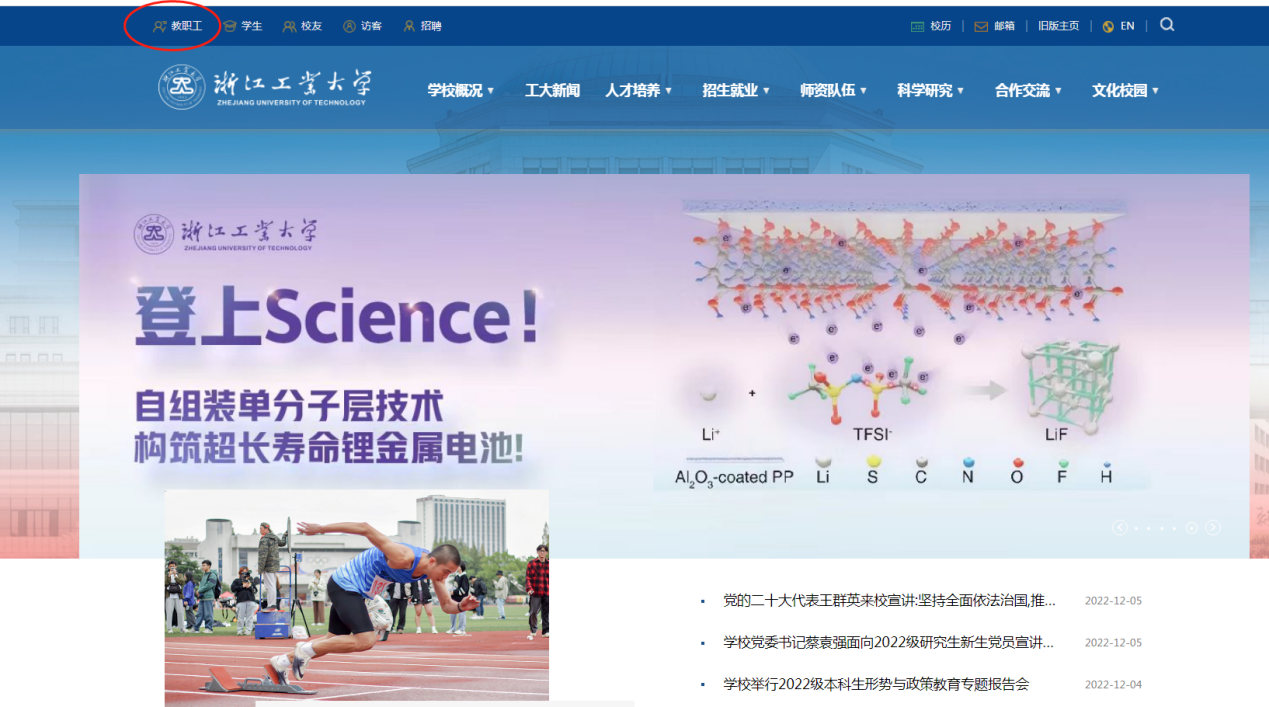 教职工 学生 校友 访客 招聘 校历 邮箱 旧版主页 EN
浙江工业大学
ZHEJIANG UNIVERSITY OF TECHNOLOGY
学校概况 工大新闻 人才培养 招生就业 师资队伍 科学研究 合作交流 文化校园
浙江工业大学
ZHEJIANG UNIVERSITY OF TECHNOLOGY
登上Science!
自组装单分子层技术
构筑超长寿命锂金属电池!
e⁻ e⁻ e⁻ e⁻ e⁻ e⁻ e⁻ e⁻
e⁻ e⁻ e⁻ e⁻ e⁻
e⁻ e⁻ e⁻ e⁻
+
Li⁺ TFSI⁻ LiF
Al₂O₃-coated PP Li S C N O F H
党的二十大代表王群英来校宣讲:坚持全面依法治国,推... 2022-12-05
学校党委书记蔡袁强面向2022级研究生新生党员宣讲... 2022-12-05
学校举行2022级本科生形势与政策教育专题报告会 2022-12-04